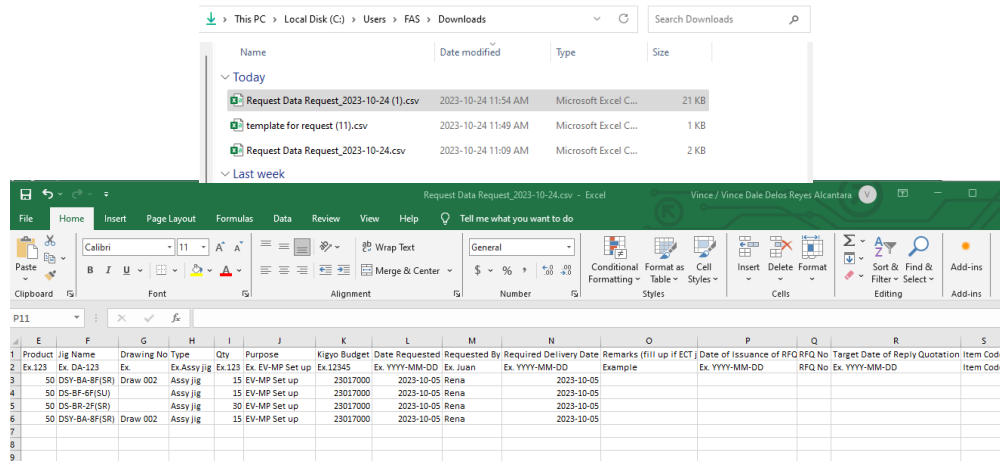 This PC > Local Disk (C:) > Users > FAS > Downloads
Search Downloads
Name Date modified Type Size
Today
Request Data Request_2023-10-24 (1).csv 2023-10-24 11:54 AM Microsoft Excel C... 21 KB
template for request (11).csv 2023-10-24 11:49 AM Microsoft Excel C... 1 KB
Request Data Request_2023-10-24.csv 2023-10-24 11:09 AM Microsoft Excel C... 2 KB
Last week
Request Data Request_2023-10-24.csv - Excel Vince / Vince Dale Delos Reyes Alcantara V
File Home Insert Page Layout Formulas Data Review View Help Tell me what you want to do
Calibri 11 Wrap Text General
Paste B I U Merge & Center $ % , Conditional Formatting Format as Table Cell Styles Insert Delete Format Sort & Filter Find & Select Add-ins
Clipboard Font Alignment Number Styles Cells Editing Add-ins
P11 fx
E F G H I J K L M N O P Q R S
1 Product Jig Name Drawing No Type Qty Purpose Kigyo Budget Date Requested Requested By Required Delivery Date Remarks (fill up if ECT j Date of Issuance of RFQ RFQ No Target Date of Reply Quotation Item Code
2 Ex.123 Ex. DA-123 Ex. Ex.Assy jig Ex.123 Ex. EV-MP Set up Ex.12345 Ex. YYYY-MM-DD Ex. Juan Ex. YYYY-MM-DD Example Ex. YYYY-MM-DD RFQ No Ex. YYYY-MM-DD Item Code
3 50 DSY-BA-8F(SR) Draw 002 Assy jig 15 EV-MP Set up 23017000 2023-10-05 Rena 2023-10-05
4 50 DS-BF-6F(SU) Assy jig 15 EV-MP Set up 23017000 2023-10-05 Rena 2023-10-05
5 50 DS-BR-2F(SR) Assy jig 30 EV-MP Set up 23017000 2023-10-05 Rena 2023-10-05
6 50 DSY-BA-8F(SR) Draw 002 Assy jig 15 EV-MP Set up 23017000 2023-10-05 Rena 2023-10-05
7
8
9